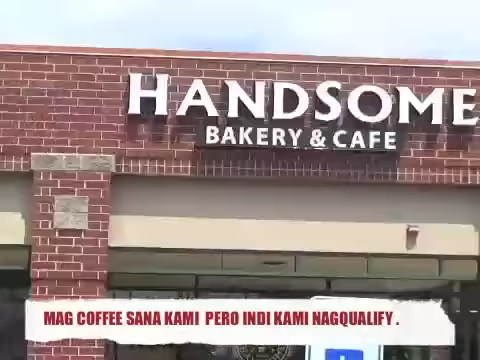 HANDSOME
BAKERY & CAFE
MAG COFFEE SANA KAMI PERO INDI KAMI NAGQUALIFY .